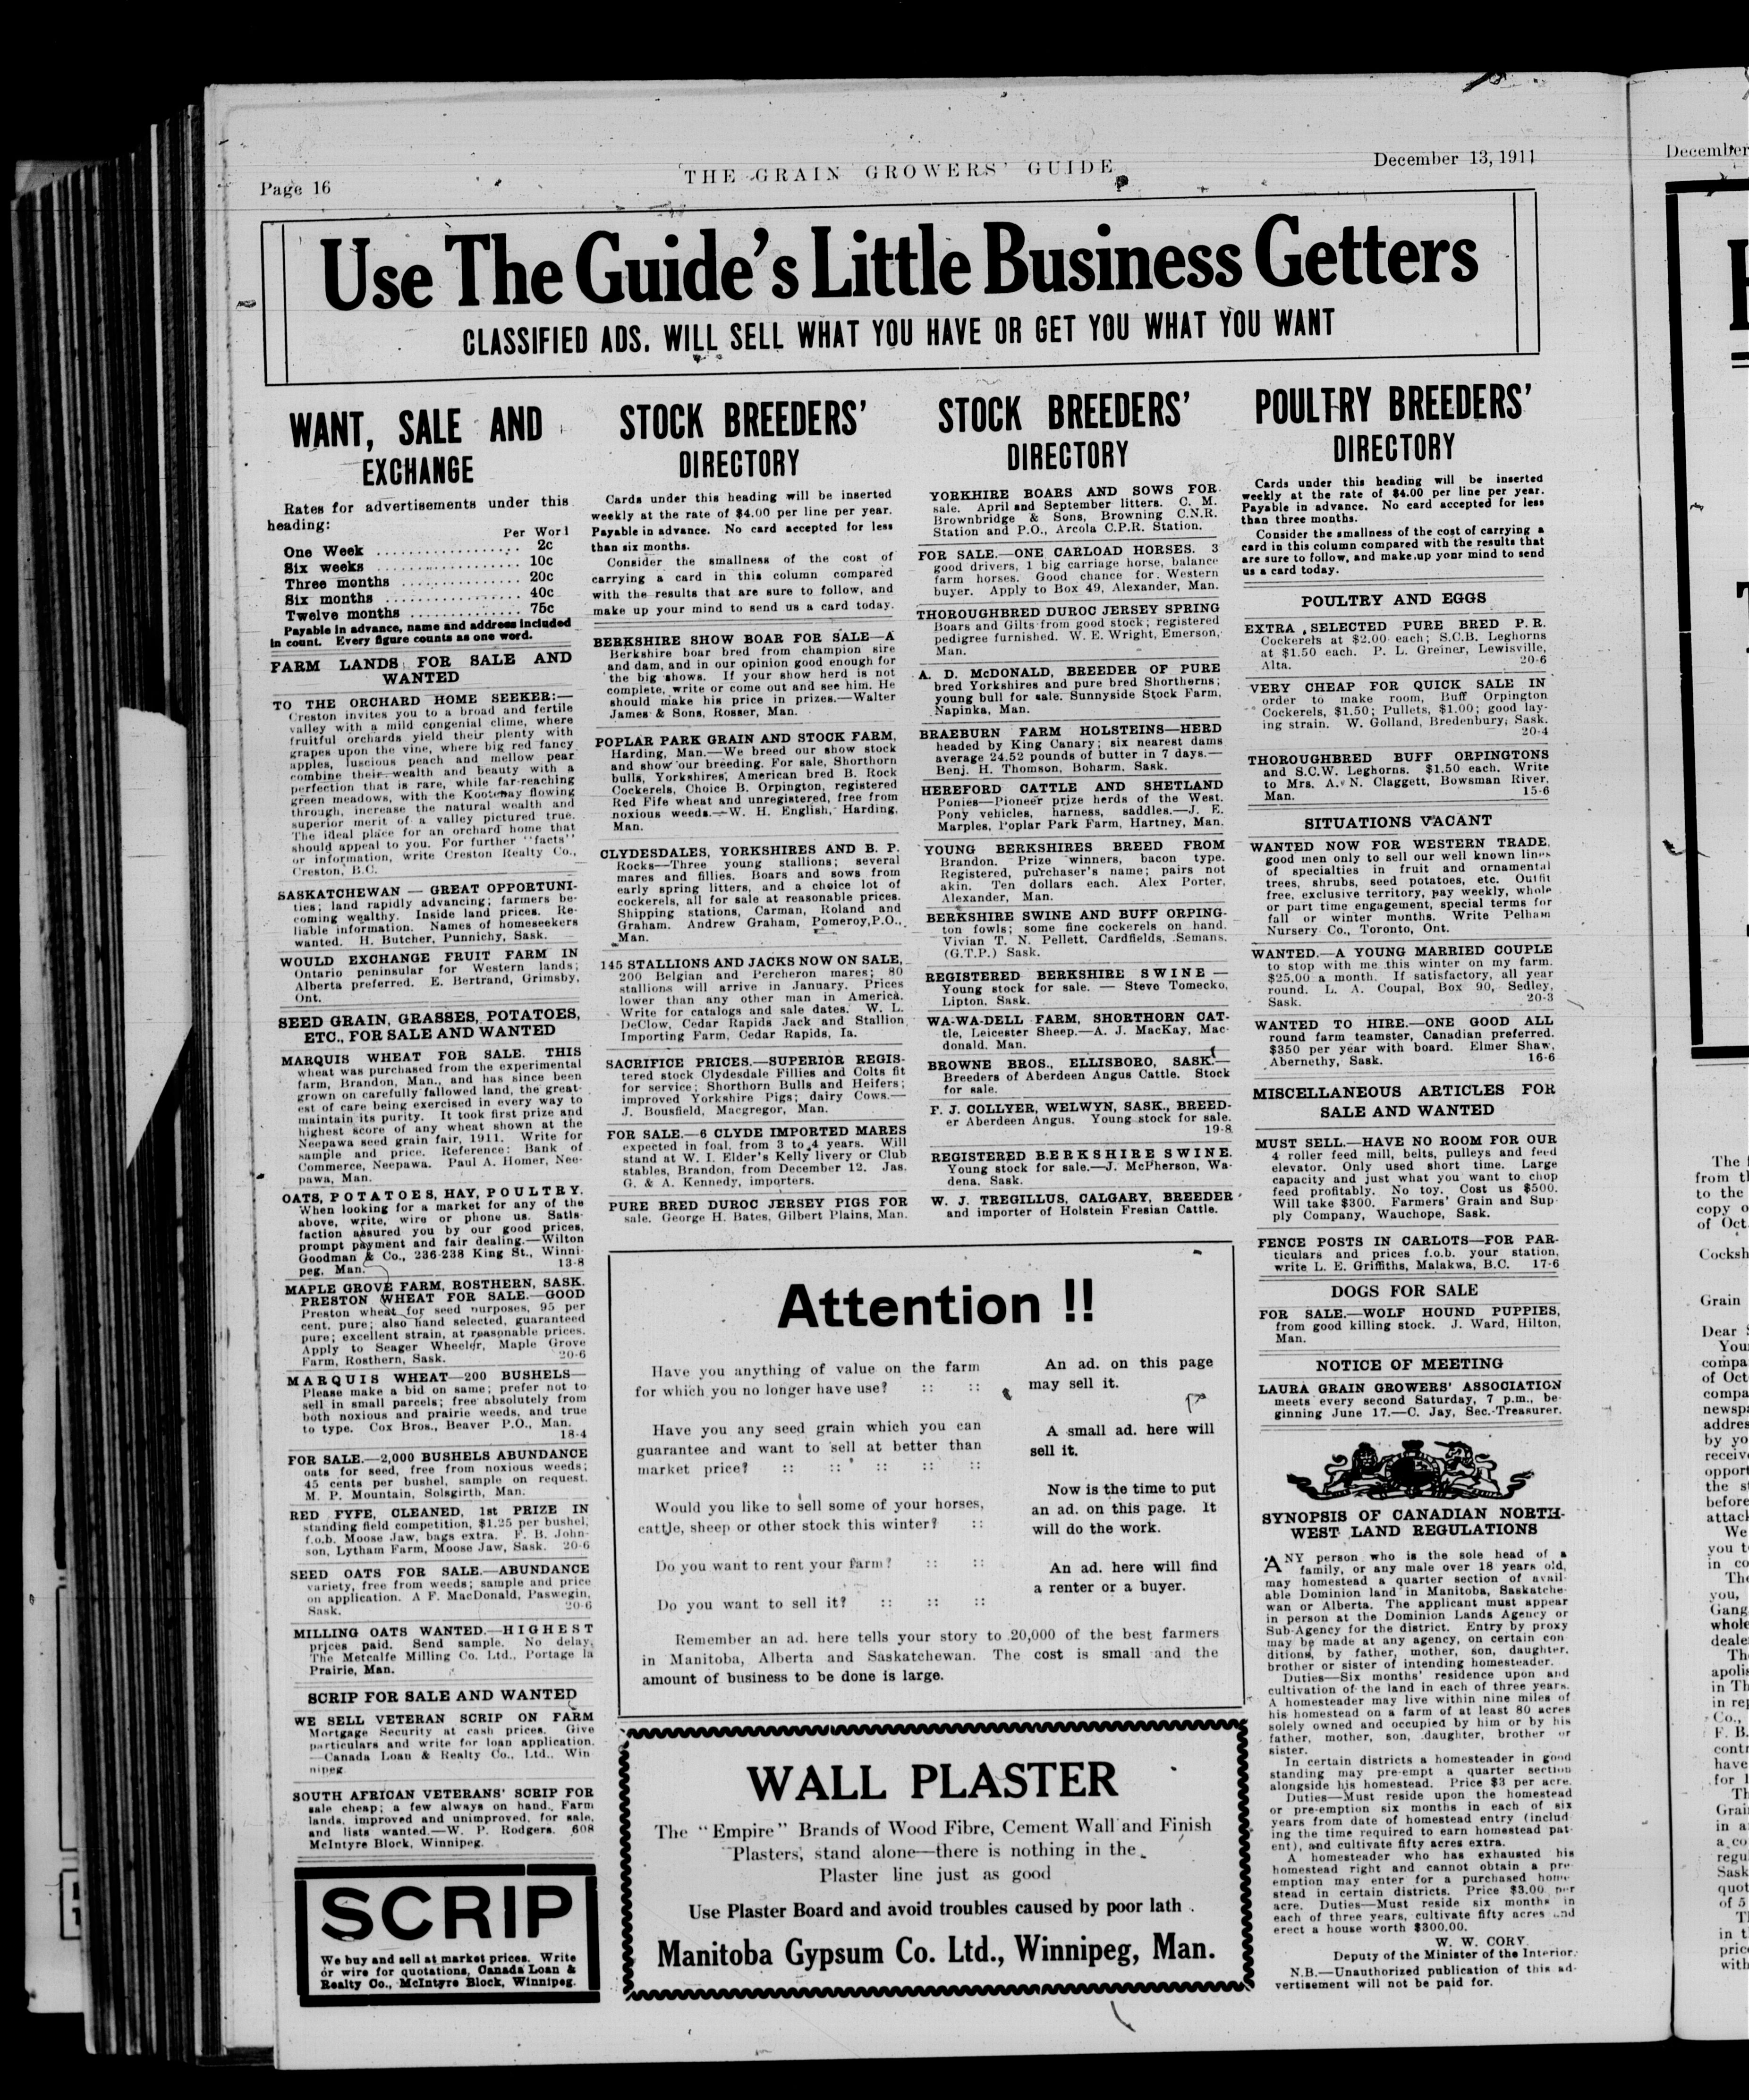 Page 16
THE GRAIN GROWERS' GUIDE
December 13, 1911
Use The Guide's Little Business Getters
CLASSIFIED ADS. WILL SELL WHAT YOU HAVE OR GET YOU WHAT YOU WANT
WANT, SALE AND
EXCHANGE
Rates for advertisements under this
heading:
Per Worl
One Week .................. 2c
Six weeks .................. 10c
Three months ............... 20c
Six months ................. 40c
Twelve months .............. 75c
Payable in advance, name and address included
in count. Every figure counts as one word.
FARM LANDS FOR SALE AND
WANTED
TO THE ORCHARD HOME SEEKER:—
Creston invites you to a broad and fertile
valley with a mild congenial clime, where
fruitful orchards yield their plenty with
grapes upon the vine, where big red fancy
apples, luscious peach and mellow pear
combine their wealth and beauty with a
perfection that is rare, while far-reaching
green meadows, with the Kootenay flowing
through, increase the natural wealth and
superior merit of a valley pictured true.
The ideal place for an orchard home that
should appeal to you. For further "facts"
or information, write Creston Realty Co.,
Creston, B.C.
SASKATCHEWAN — GREAT OPPORTUNI-
ties; land rapidly advancing; farmers be-
coming wealthy. Inside land prices. Re-
liable information. Names of homeseekers
wanted. H. Butcher, Punnichy, Sask.
WOULD EXCHANGE FRUIT FARM IN
Ontario peninsular for Western lands;
Alberta preferred. E. Bertrand, Grimsby,
Ont.
SEED GRAIN, GRASSES, POTATOES,
ETC., FOR SALE AND WANTED
MARQUIS WHEAT FOR SALE. THIS
wheat was purchased from the experimental
farm, Brandon, Man., and has since been
grown on carefully fallowed land, the great-
est of care being exercised in every way to
maintain its purity. It took first prize and
highest score of any wheat shown at the
Neepawa seed grain fair, 1911. Write for
sample and price. Reference: Bank of
Commerce, Neepawa. Paul A. Homer, Nee-
pawa, Man.
OATS, POTATOES, HAY, POULTRY.
When looking for a market for any of the
above, write, wire or phone us. Satis-
faction assured you by our good prices,
prompt payment and fair dealing.—Wilton
Goodman & Co., 236-238 King St., Winni-
peg, Man. 13-8
MAPLE GROVE FARM, ROSTHERN, SASK.
PRESTON WHEAT FOR SALE.—GOOD
Preston wheat for seed purposes, 95 per
cent. pure; also hand selected, guaranteed
pure; excellent strain, at reasonable prices.
Apply to Seager Wheeler, Maple Grove
Farm, Rosthern, Sask. 20-6
MARQUIS WHEAT—200 BUSHELS—
Please make a bid on same; prefer not to
sell in small parcels; free absolutely from
both noxious and prairie weeds, and true
to type. Cox Bros., Beaver P.O., Man.
18-4
FOR SALE.—2,000 BUSHELS ABUNDANCE
oats for seed, free from noxious weeds;
45 cents per bushel, sample on request.
M. P. Mountain, Solsgirth, Man.
RED FYFE, CLEANED, 1st PRIZE IN
standing field competition, $1.25 per bushel,
f.o.b. Moose Jaw, bags extra. F. B. John-
son, Lytham Farm, Moose Jaw, Sask. 20-6
SEED OATS FOR SALE.—ABUNDANCE
variety, free from weeds; sample and price
on application. A F. MacDonald, Paswegin,
Sask. 20-6
MILLING OATS WANTED.—HIGHEST
prices paid. Send sample. No delay.
The Metcalfe Milling Co. Ltd., Portage la
Prairie, Man.
SCRIP FOR SALE AND WANTED
WE SELL VETERAN SCRIP ON FARM
Mortgage Security at cash prices. Give
particulars and write for loan application.
—Canada Loan & Realty Co., Ltd., Win
nipeg
SOUTH AFRICAN VETERANS' SCRIP FOR
sale cheap; a few always on hand. Farm
lands, improved and unimproved, for sale,
and lists wanted.—W. P. Rodgers, 608
McIntyre Block, Winnipeg.
SCRIP
We buy and sell at market prices. Write
or wire for quotations. Canada Loan &
Realty Co., McIntyre Block, Winnipeg.
STOCK BREEDERS'
DIRECTORY
Cards under this heading will be inserted
weekly at the rate of $4.00 per line per year.
Payable in advance. No card accepted for less
than six months.
Consider the smallness of the cost of
carrying a card in this column compared
with the results that are sure to follow, and
make up your mind to send us a card today.
BERKSHIRE SHOW BOAR FOR SALE—A
Berkshire boar bred from champion sire
and dam, and in our opinion good enough for
the big shows. If your show herd is not
complete, write or come out and see him. He
should make his price in prizes.—Walter
James & Sons, Rosser, Man.
POPLAR PARK GRAIN AND STOCK FARM,
Harding, Man.—We breed our show stock
and show our breeding. For sale, Shorthorn
bulls, Yorkshires, American bred B. Rock
Cockerels, Choice B. Orpington, registered
Red Fife wheat and unregistered, free from
noxious weeds.—W. H. English, Harding,
Man.
CLYDESDALES, YORKSHIRES AND B. P.
Rocks—Three young stallions; several
mares and fillies. Boars and sows from
early spring litters, and a choice lot of
cockerels, all for sale at reasonable prices.
Shipping stations, Carman, Roland and
Graham. Andrew Graham, Pomeroy,P.O.,
Man.
145 STALLIONS AND JACKS NOW ON SALE,
200 Belgian and Percheron mares; 80
stallions will arrive in January. Prices
lower than any other man in America.
Write for catalogs and sale dates. W. L.
DeClow, Cedar Rapids Jack and Stallion
Importing Farm, Cedar Rapids, Ia.
SACRIFICE PRICES.—SUPERIOR REGIS-
tered stock Clydesdale Fillies and Colts fit
for service; Shorthorn Bulls and Heifers;
improved Yorkshire Pigs; dairy Cows.—
J. Bousfield, Macgregor, Man.
FOR SALE.—6 CLYDE IMPORTED MARES
expected in foal, from 3 to 4 years. Will
stand at W. I. Elder's Kelly livery or Club
stables, Brandon, from December 12. Jas.
G. & A. Kennedy, importers.
PURE BRED DUROC JERSEY PIGS FOR
sale. George H. Bates, Gilbert Plains, Man.
STOCK BREEDERS'
DIRECTORY
YORKHIRE BOARS AND SOWS FOR
sale. April and September litters. C. M.
Brownbridge & Sons, Browning C.N.R.
Station and P.O., Arcola C.P.R. Station.
FOR SALE.—ONE CARLOAD HORSES. 3
good drivers, 1 big carriage horse, balance
farm horses. Good chance for Western
buyer. Apply to Box 49, Alexander, Man.
THOROUGHBRED DUROC JERSEY SPRING
Boars and Gilts from good stock; registered
pedigree furnished. W. E. Wright, Emerson,
Man.
A. D. McDONALD, BREEDER OF PURE
bred Yorkshires and pure bred Shorthorns;
young bull for sale. Sunnyside Stock Farm,
Napinka, Man.
BRAEBURN FARM HOLSTEINS—HERD
headed by King Canary; six nearest dams
average 24.52 pounds of butter in 7 days.—
Benj. H. Thomson, Boharm, Sask.
HEREFORD CATTLE AND SHETLAND
Ponies—Pioneer prize herds of the West.
Pony vehicles, harness, saddles.—J. E.
Marples, Poplar Park Farm, Hartney, Man.
YOUNG BERKSHIRES BREED FROM
Brandon. Prize winners, bacon type.
Registered, purchaser's name; pairs not
akin. Ten dollars each. Alex Porter,
Alexander, Man.
BERKSHIRE SWINE AND BUFF ORPING-
ton fowls; some fine cockerels on hand.
Vivian T. N. Pellett, Cardfields, Semans.
(G.T.P.) Sask.
REGISTERED BERKSHIRE SWINE —
Young stock for sale. — Steve Tomecko,
Lipton, Sask.
WA-WA-DELL FARM, SHORTHORN CAT-
tle, Leicester Sheep.—A. J. MacKay, Mac-
donald, Man.
BROWNE BROS., ELLISBORO, SASK.—
Breeders of Aberdeen Angus Cattle. Stock
for sale.
F. J. COLLYER, WELWYN, SASK., BREED-
er Aberdeen Angus. Young stock for sale.
19-8
REGISTERED BERKSHIRE SWINE.
Young stock for sale.—J. McPherson, Wa-
dena, Sask.
W. J. TREGILLUS, CALGARY, BREEDER
and importer of Holstein Fresian Cattle.
Attention !!
Have you anything of value on the farm
for which you no longer have use? :: ::
An ad. on this page
may sell it.
Have you any seed grain which you can
guarantee and want to sell at better than
market price? :: :: :: :: ::
A small ad. here will
sell it.
Would you like to sell some of your horses,
cattle, sheep or other stock this winter? ::
Now is the time to put
an ad. on this page. It
will do the work.
Do you want to rent your farm? :: ::
Do you want to sell it? :: :: ::
An ad. here will find
a renter or a buyer.
Remember an ad. here tells your story to 20,000 of the best farmers
in Manitoba, Alberta and Saskatchewan. The cost is small and the
amount of business to be done is large.
WALL PLASTER
The "Empire" Brands of Wood Fibre, Cement Wall and Finish
Plasters, stand alone—there is nothing in the
Plaster line just as good
Use Plaster Board and avoid troubles caused by poor lath
Manitoba Gypsum Co. Ltd., Winnipeg, Man.
POULTRY BREEDERS'
DIRECTORY
Cards under this heading will be inserted
weekly at the rate of $4.00 per line per year.
Payable in advance. No card accepted for less
than three months.
Consider the smallness of the cost of carrying a
card in this column compared with the results that
are sure to follow, and make up your mind to send
us a card today.
POULTRY AND EGGS
EXTRA SELECTED PURE BRED P. R.
Cockerels at $2.00 each; S.C.B. Leghorns
at $1.50 each. P. L. Greiner, Lewisville,
Alta. 20-6
VERY CHEAP FOR QUICK SALE IN
order to make room, Buff Orpington
Cockerels, $1.50; Pullets, $1.00; good lay-
ing strain. W. Golland, Bredenbury, Sask.
20-4
THOROUGHBRED BUFF ORPINGTONS
and S.C.W. Leghorns. $1.50 each. Write
to Mrs. A. N. Claggett, Bowsman River,
Man. 15-6
SITUATIONS VACANT
WANTED NOW FOR WESTERN TRADE,
good men only to sell our well known lines
of specialties in fruit and ornamental
trees, shrubs, seed potatoes, etc. Outfit
free, exclusive territory, pay weekly, whole
or part time engagement, special terms for
fall or winter months. Write Pelham
Nursery Co., Toronto, Ont.
WANTED.—A YOUNG MARRIED COUPLE
to stop with me this winter on my farm.
$25.00 a month. If satisfactory, all year
round. L. A. Coupal, Box 90, Sedley,
Sask. 20-3
WANTED TO HIRE.—ONE GOOD ALL
round farm teamster, Canadian preferred.
$350 per year with board. Elmer Shaw,
Abernethy, Sask. 16-6
MISCELLANEOUS ARTICLES FOR
SALE AND WANTED
MUST SELL.—HAVE NO ROOM FOR OUR
4 roller feed mill, belts, pulleys and feed
elevator. Only used short time. Large
capacity and just what you want to chop
feed profitably. No toy. Cost us $500.
Will take $300. Farmers' Grain and Sup-
ply Company, Wauchope, Sask.
FENCE POSTS IN CARLOTS—FOR PAR-
ticulars and prices f.o.b. your station,
write L. E. Griffiths, Malakwa, B.C. 17-6
DOGS FOR SALE
FOR SALE.—WOLF HOUND PUPPIES,
from good killing stock. J. Ward, Hilton,
Man.
NOTICE OF MEETING
LAURA GRAIN GROWERS' ASSOCIATION
meets every second Saturday, 7 p.m., be-
ginning June 17.—C. Jay, Sec.-Treasurer.
SYNOPSIS OF CANADIAN NORTH-
WEST LAND REGULATIONS
ANY person who is the sole head of a
family, or any male over 18 years old,
may homestead a quarter section of avail-
able Dominion land in Manitoba, Saskatche-
wan or Alberta. The applicant must appear
in person at the Dominion Lands Agency or
Sub-Agency for the district. Entry by proxy
may be made at any agency, on certain con
ditions, by father, mother, son, daughter,
brother or sister of intending homesteader.
Duties—Six months' residence upon and
cultivation of the land in each of three years.
A homesteader may live within nine miles of
his homestead on a farm of at least 80 acres
solely owned and occupied by him or by his
father, mother, son, daughter, brother or
sister.
In certain districts a homesteader in good
standing may pre-empt a quarter section
alongside his homestead. Price $3 per acre.
Duties—Must reside upon the homestead
or pre-emption six months in each of six
years from date of homestead entry (includ
ing the time required to earn homestead pat-
ent), and cultivate fifty acres extra.
A homesteader who has exhausted his
homestead right and cannot obtain a pre-
emption may enter for a purchased home
stead in certain districts. Price $3.00 per
acre. Duties—Must reside six months in
each of three years, cultivate fifty acres and
erect a house worth $300.00.
W. W. CORY.
Deputy of the Minister of the Interior.
N.B.—Unauthorized publication of this ad-
vertisement will not be paid for.